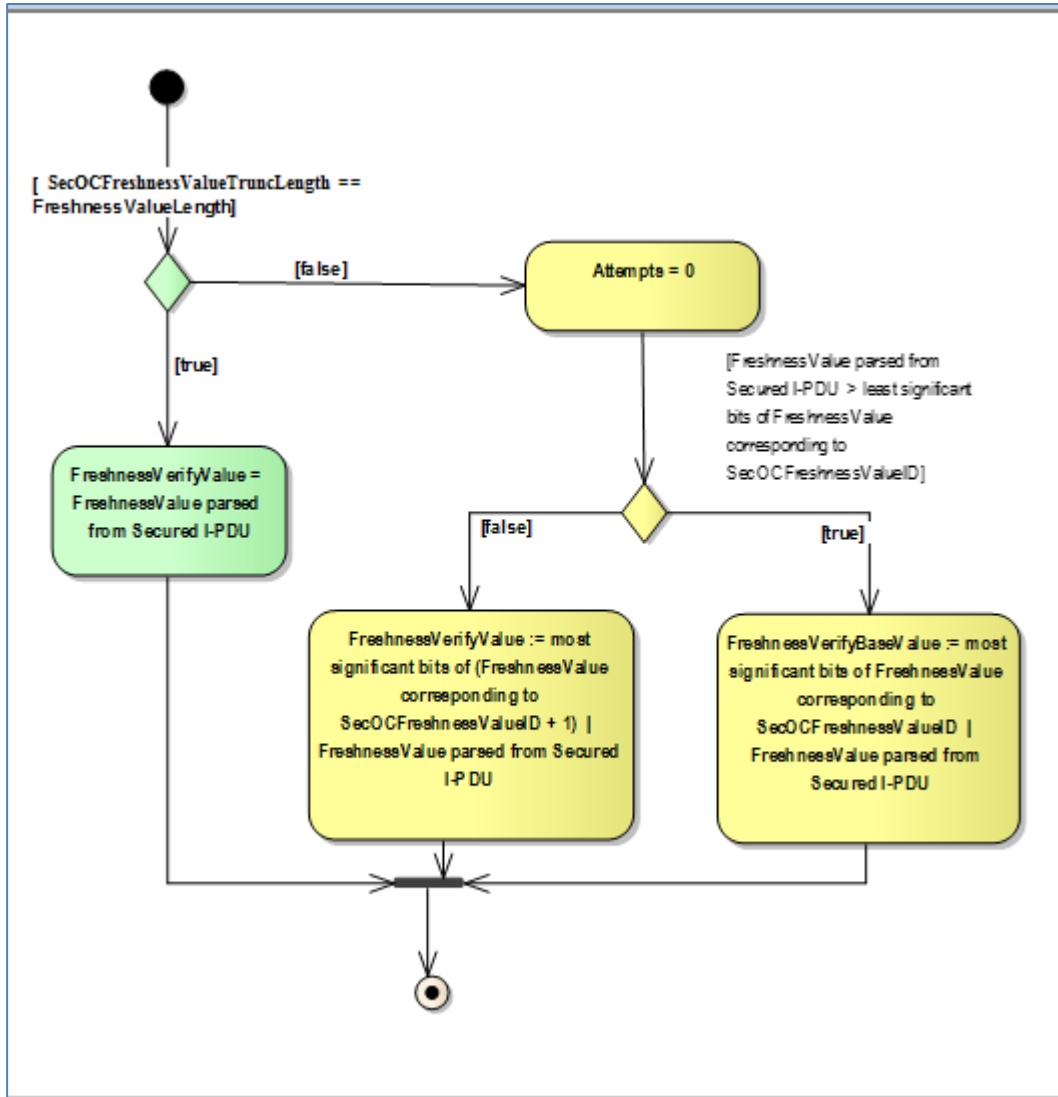 [ SecOCFreshnessValueTruncLength ==
FreshnessValueLength]
[false]
Attempts = 0
[true]
[FreshnessValue parsed from
Secured I-PDU > least significant
bits of FreshnessValue
corresponding to
SecOCFreshnessValueID]
FreshnessVerifyValue =
FreshnessValue parsed
from Secured I-PDU
[false]
[true]
FreshnessVerifyValue := most
significant bits of (FreshnessValue
corresponding to
SecOCFreshnessValueID + 1) |
FreshnessValue parsed from Secured
I-PDU
FreshnessVerifyBaseValue := most
significant bits of FreshnessValue
corresponding to
SecOCFreshnessValueID |
FreshnessValue parsed from
Secured I-PDU